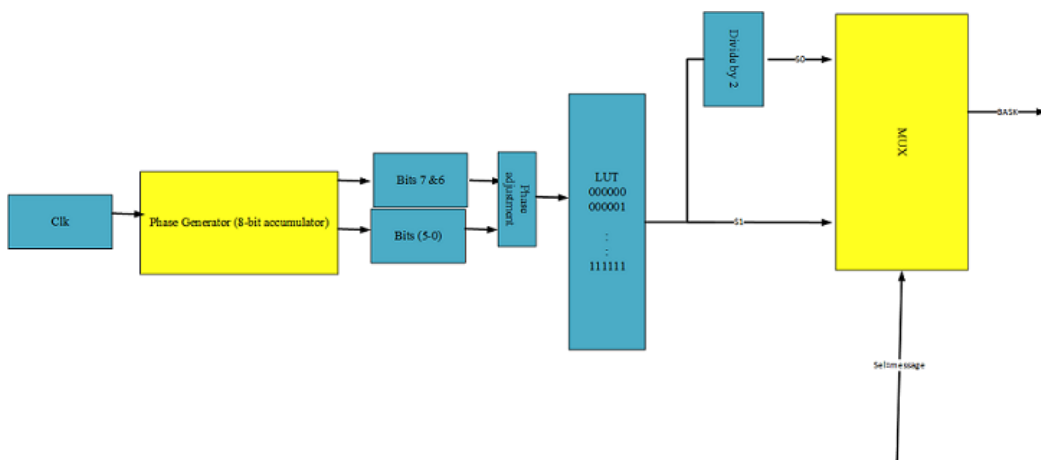 Clk
Phase Generator (8-bit accumulator)
Bits 7 &6
Bits (5-0)
Phase
adjustment
LUT
000000
000001
:
:
111111
Divide by 2
S0
S1
MUX
BASK
Sel=message